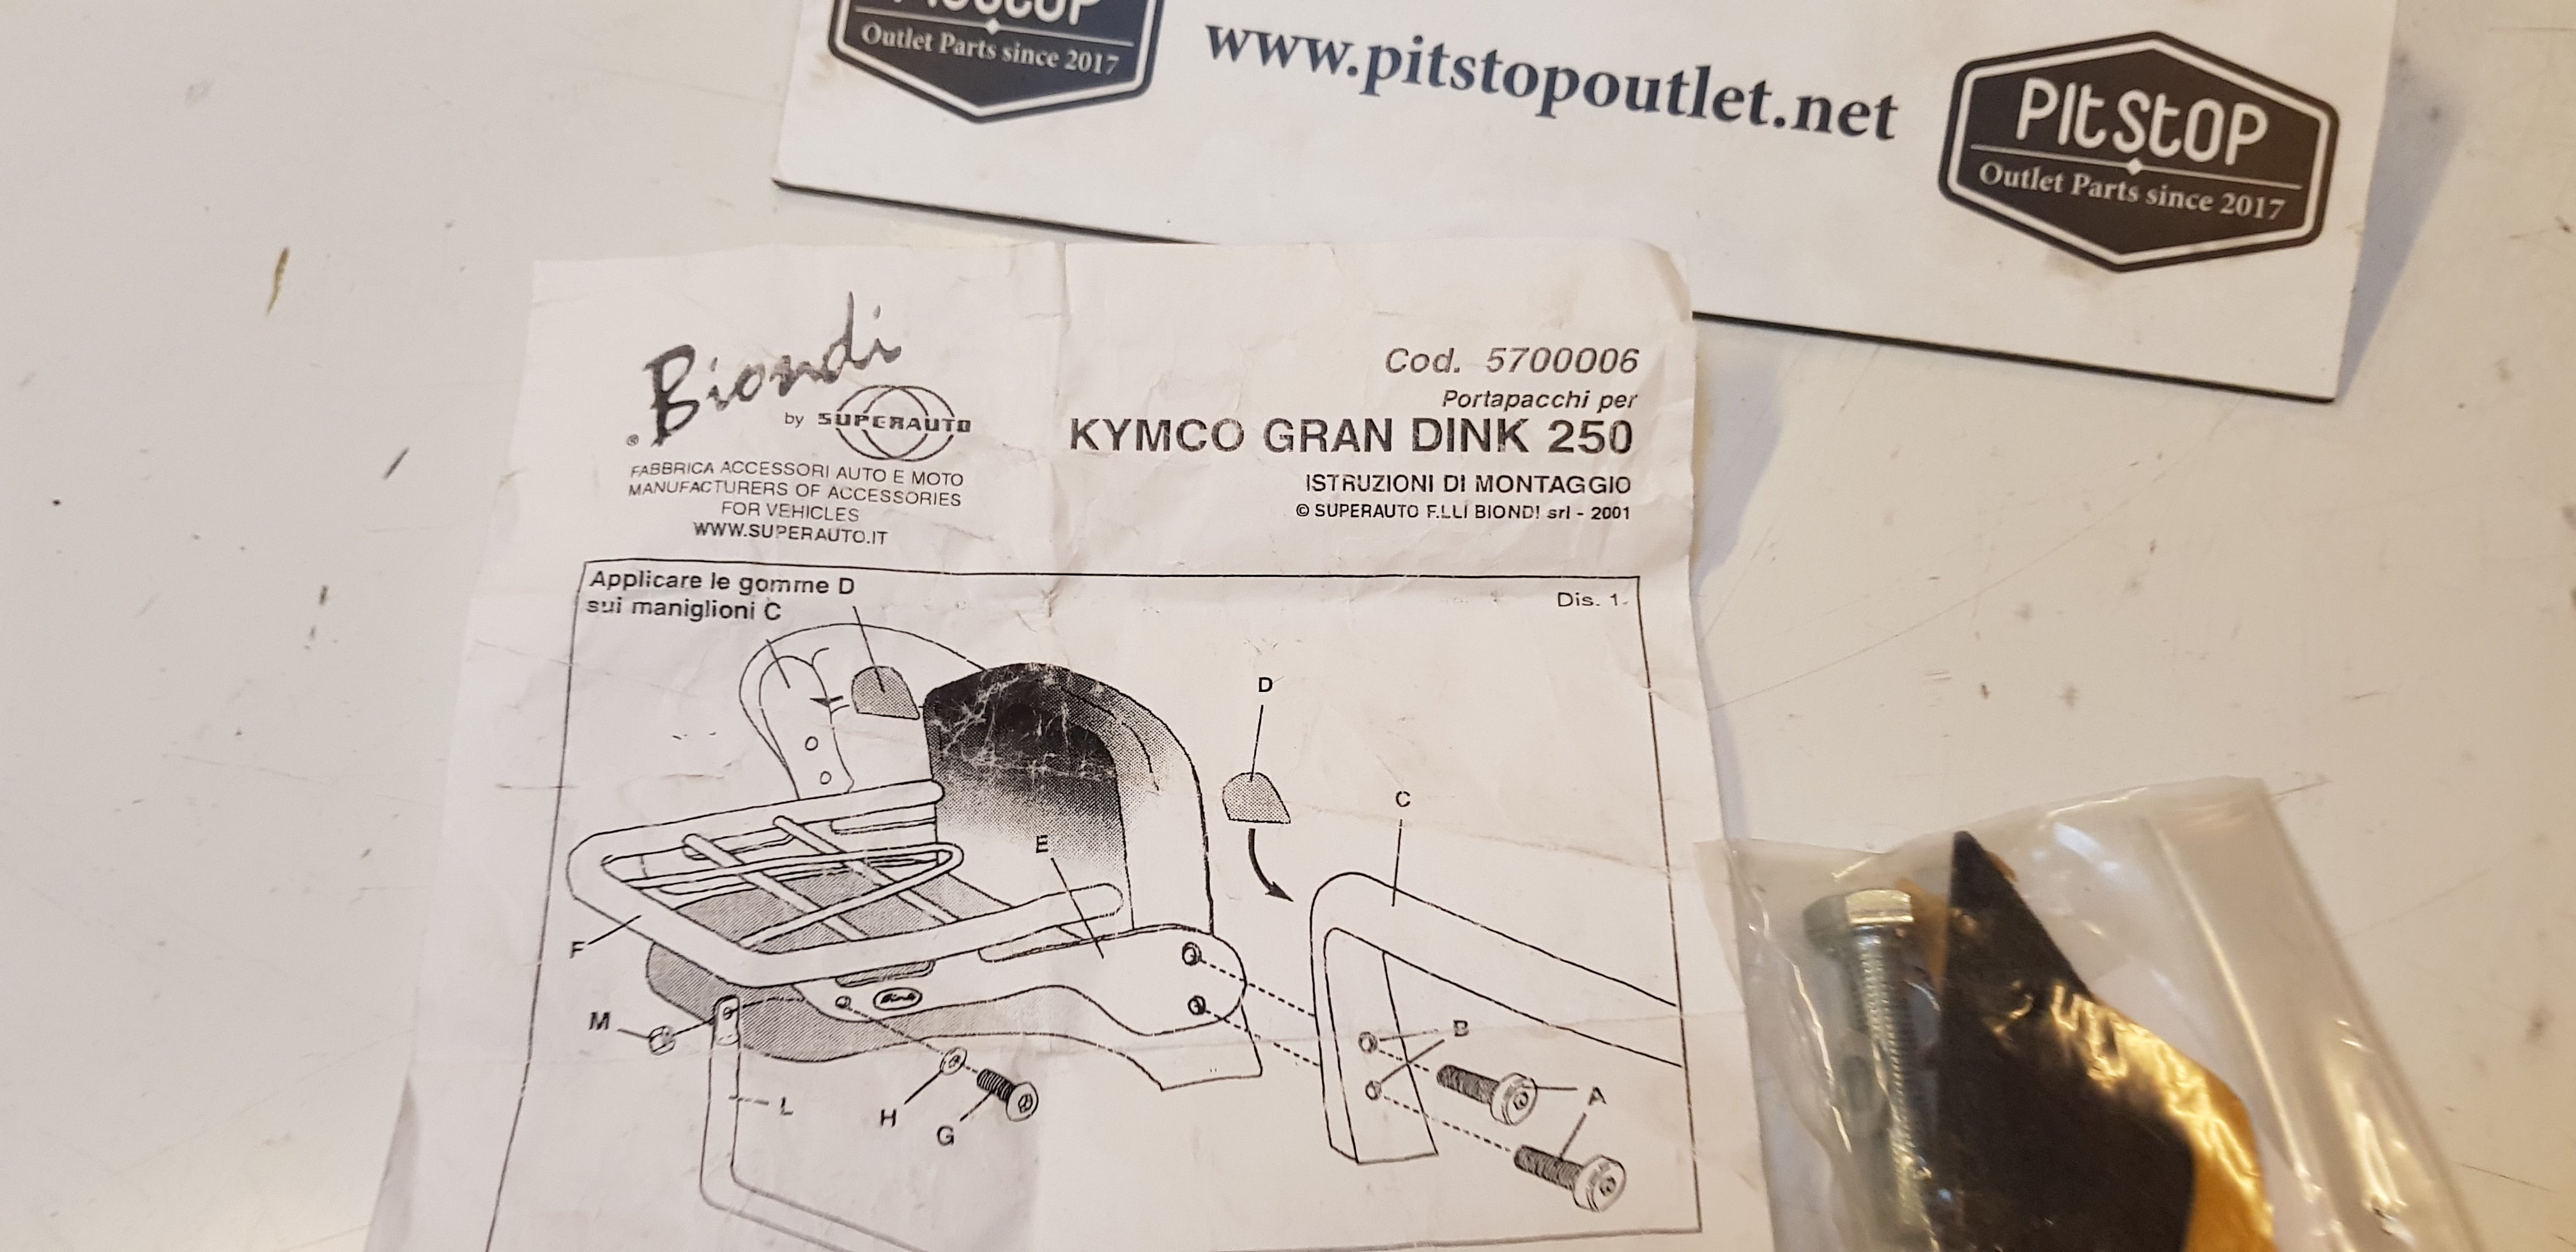 Outlet Parts since 2017
www.pitstopoutlet.net
PItStOP
Outlet Parts since 2017
Biondi
by SUPERAUTO
®
FABBRICA ACCESSORI AUTO E MOTO
MANUFACTURERS OF ACCESSORIES
FOR VEHICLES
WWW.SUPERAUTO.IT
Cod. 5700006
Portapacchi per
KYMCO GRAN DINK 250
ISTRUZIONI DI MONTAGGIO
© SUPERAUTO F.LLI BIONDI srl - 2001
Applicare le gomme D
sui maniglioni C
Dis. 1
D
C
E
F
M
B
A
L
H
G